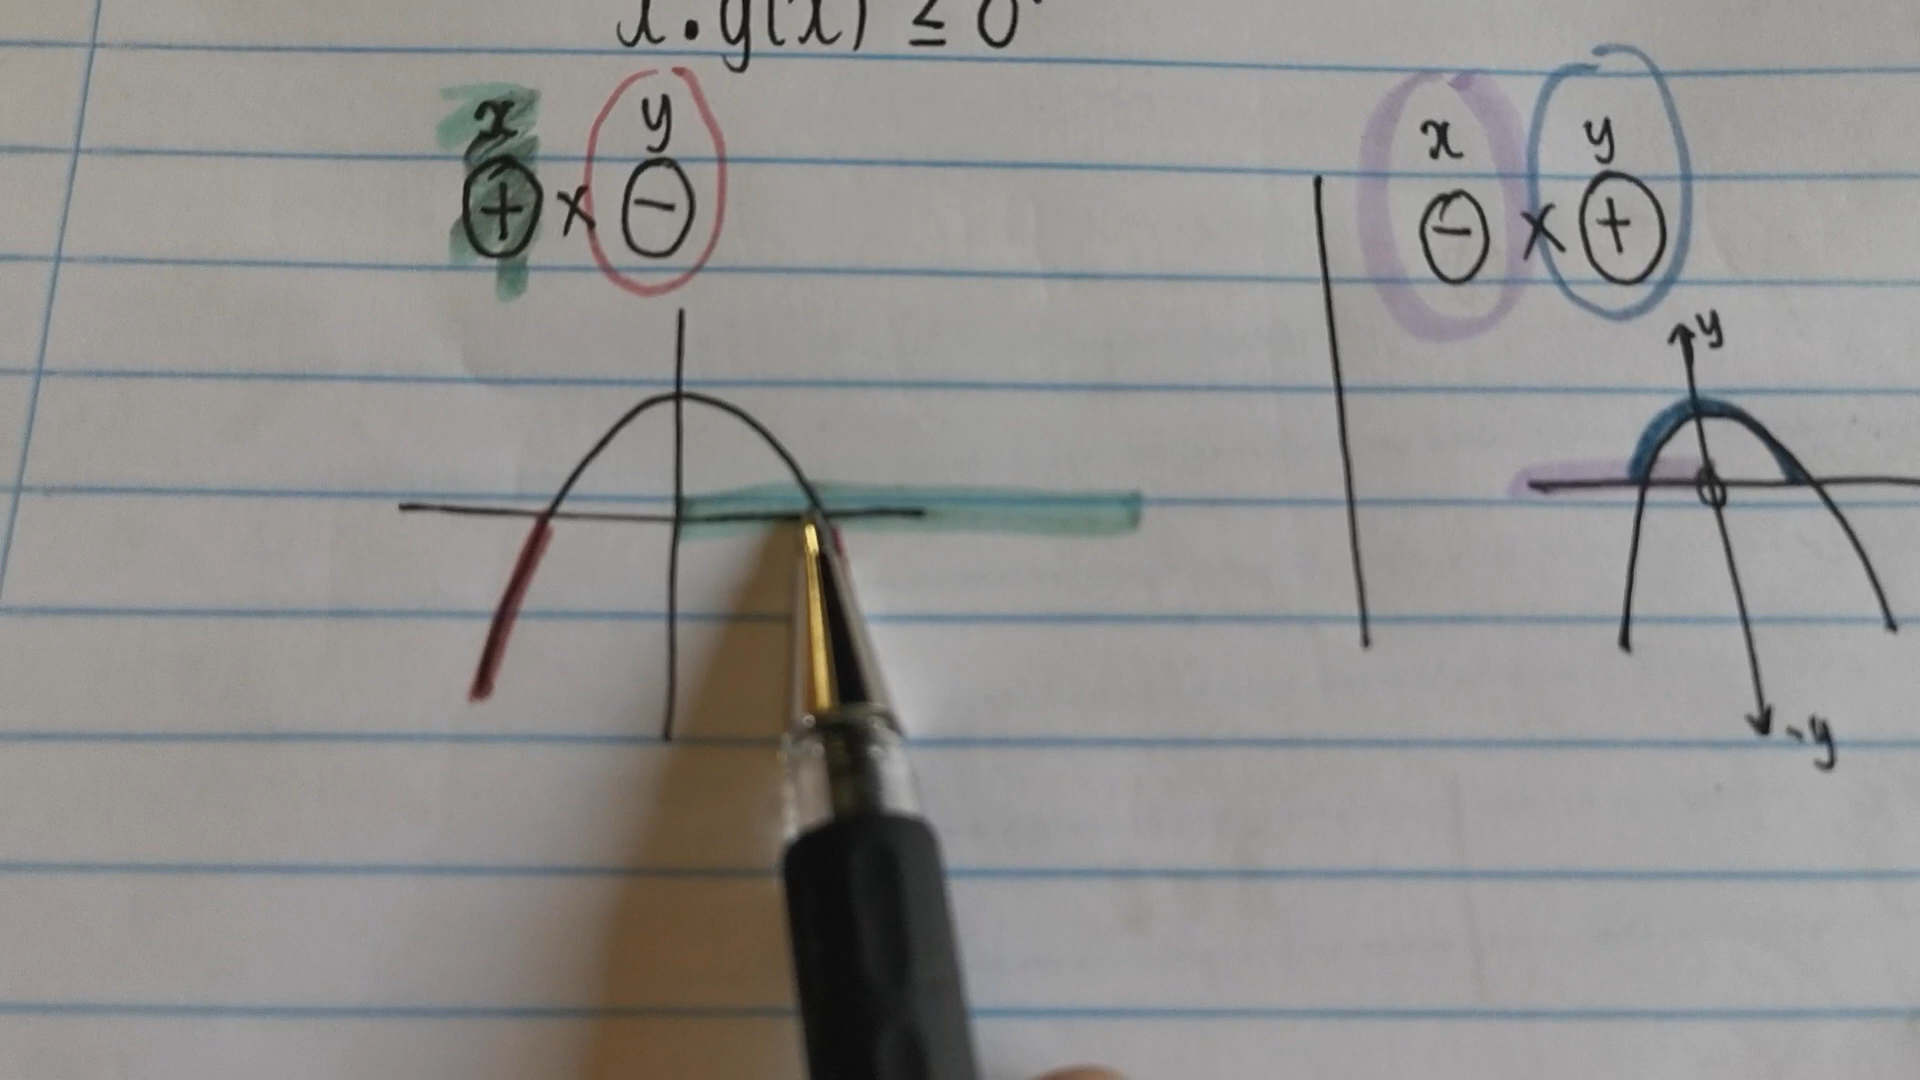 x · g(x) ≤ 0
x y
+ × -
x y
- × +
y
-y